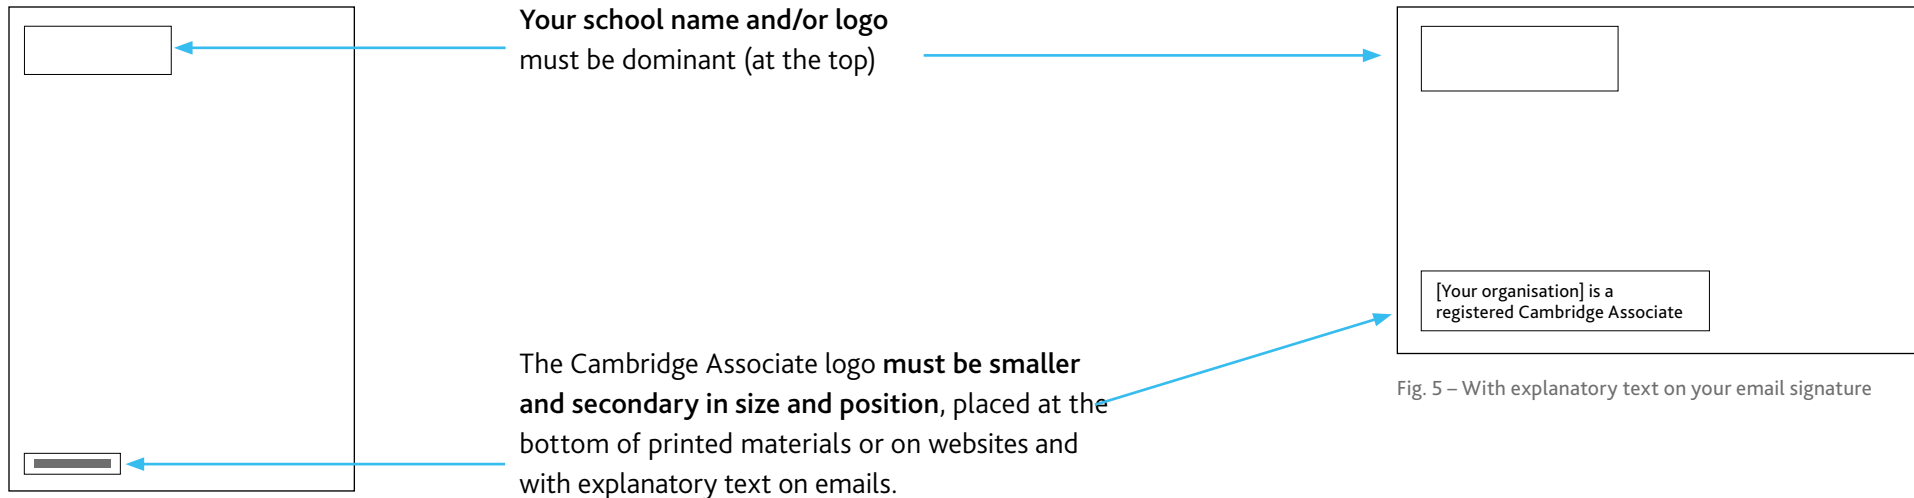 Your school name and/or logo
must be dominant (at the top)
The Cambridge Associate logo must be smaller
and secondary in size and position, placed at the
bottom of printed materials or on websites and
with explanatory text on emails.
[Your organisation] is a
registered Cambridge Associate
Fig. 5 – With explanatory text on your email signature